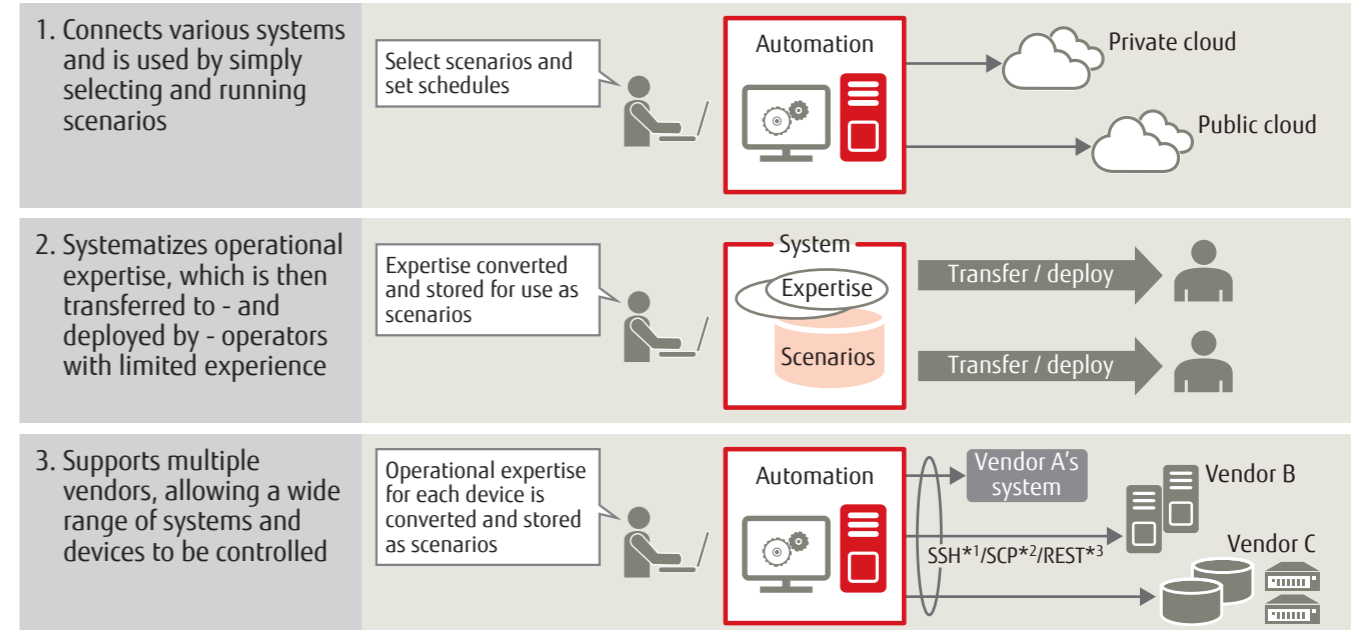 1. Connects various systems
and is used by simply
selecting and running
scenarios
Select scenarios and
set schedules
Automation
Private cloud
Public cloud
2. Systematizes operational
expertise, which is then
transferred to - and
deployed by - operators
with limited experience
Expertise converted
and stored for use as
scenarios
System
Expertise
Scenarios
Transfer / deploy
Transfer / deploy
3. Supports multiple
vendors, allowing a wide
range of systems and
devices to be controlled
Operational expertise
for each device is
converted and stored
as scenarios
Automation
Vendor A's
system
Vendor B
SSH*1/SCP*2/REST*3
Vendor C